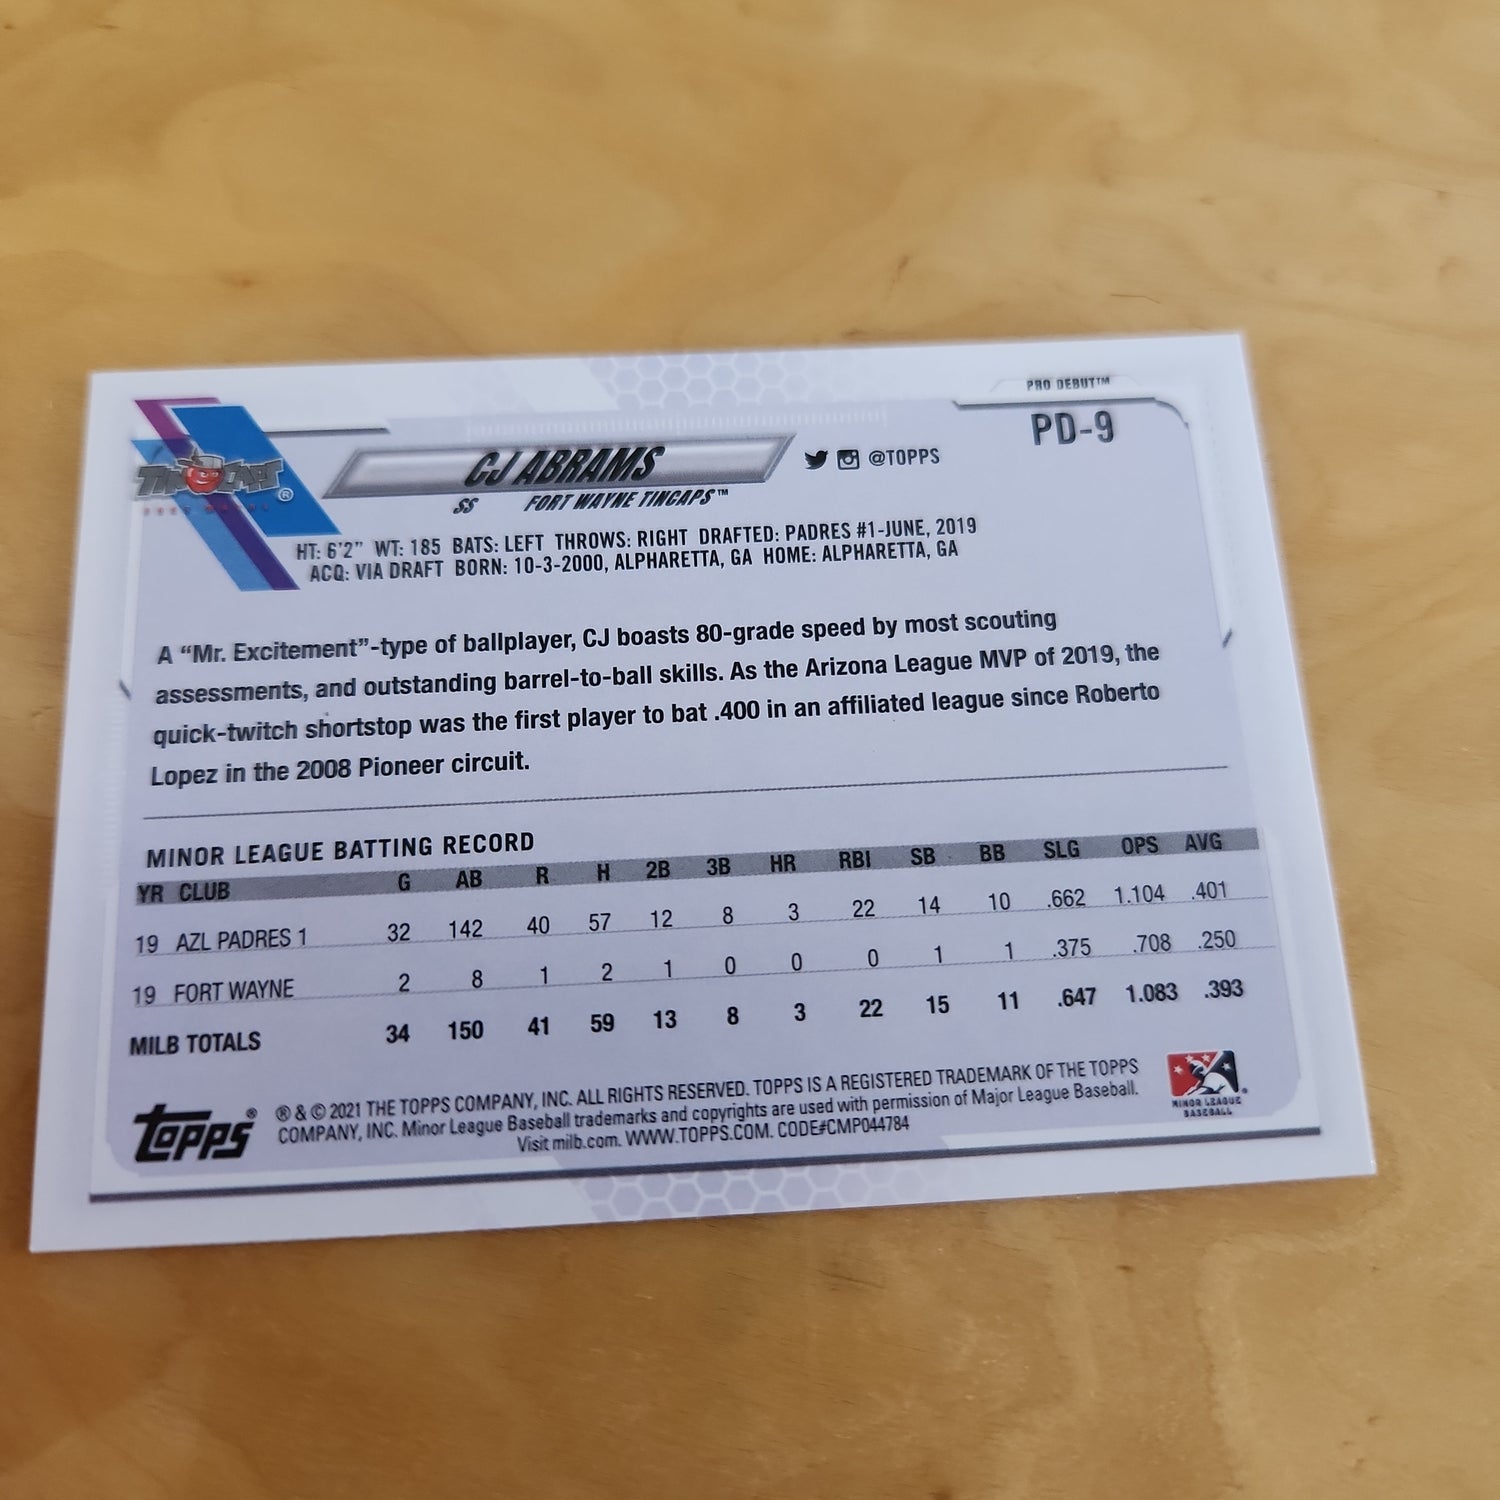 PRO DEBUT™
PD-9
TINCAPS®
CJ ABRAMS
@TOPPS
SS FORT WAYNE TINCAPS™
HT: 6'2" WT: 185 BATS: LEFT THROWS: RIGHT DRAFTED: PADRES #1-JUNE, 2019
ACQ: VIA DRAFT BORN: 10-3-2000, ALPHARETTA, GA HOME: ALPHARETTA, GA
A “Mr. Excitement”-type of ballplayer, CJ boasts 80-grade speed by most scouting
assessments, and outstanding barrel-to-ball skills. As the Arizona League MVP of 2019, the
quick-twitch shortstop was the first player to bat .400 in an affiliated league since Roberto
Lopez in the 2008 Pioneer circuit.
MINOR LEAGUE BATTING RECORD
YR CLUB G AB R H 2B 3B HR RBI SB BB SLG OPS AVG
19 AZL PADRES 1 32 142 40 57 12 8 3 22 14 10 .662 1.104 .401
19 FORT WAYNE 2 8 1 2 1 0 0 0 1 1 .375 .708 .250
MILB TOTALS 34 150 41 59 13 8 3 22 15 11 .647 1.083 .393
Topps®
® & © 2021 THE TOPPS COMPANY, INC. ALL RIGHTS RESERVED. TOPPS IS A REGISTERED TRADEMARK OF THE TOPPS
COMPANY, INC. Minor League Baseball trademarks and copyrights are used with permission of Major League Baseball.
Visit milb.com. WWW.TOPPS.COM. CODE#CMP044784
MINOR LEAGUE
BASEBALL